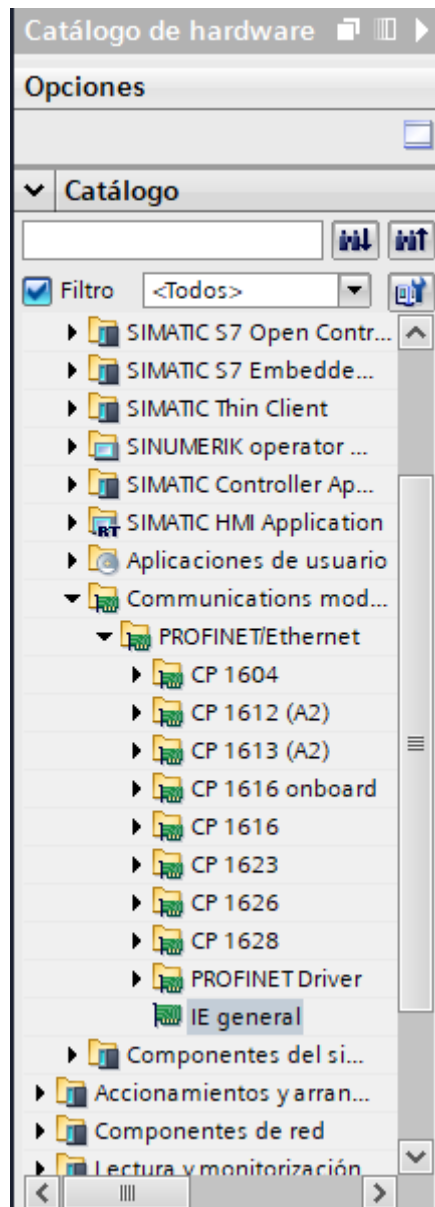 Catálogo de hardware
Opciones
Catálogo
Filtro <Todos>
SIMATIC S7 Open Contr...
SIMATIC S7 Embedde...
SIMATIC Thin Client
SINUMERIK operator ...
SIMATIC Controller Ap...
RT SIMATIC HMI Application
Aplicaciones de usuario
Communications mod...
PROFINET/Ethernet
CP 1604
CP 1612 (A2)
CP 1613 (A2)
CP 1616 onboard
CP 1616
CP 1623
CP 1626
CP 1628
PROFINET Driver
IE general
Componentes del si...
Accionamientos y arran...
Componentes de red
Lectura y monitorización